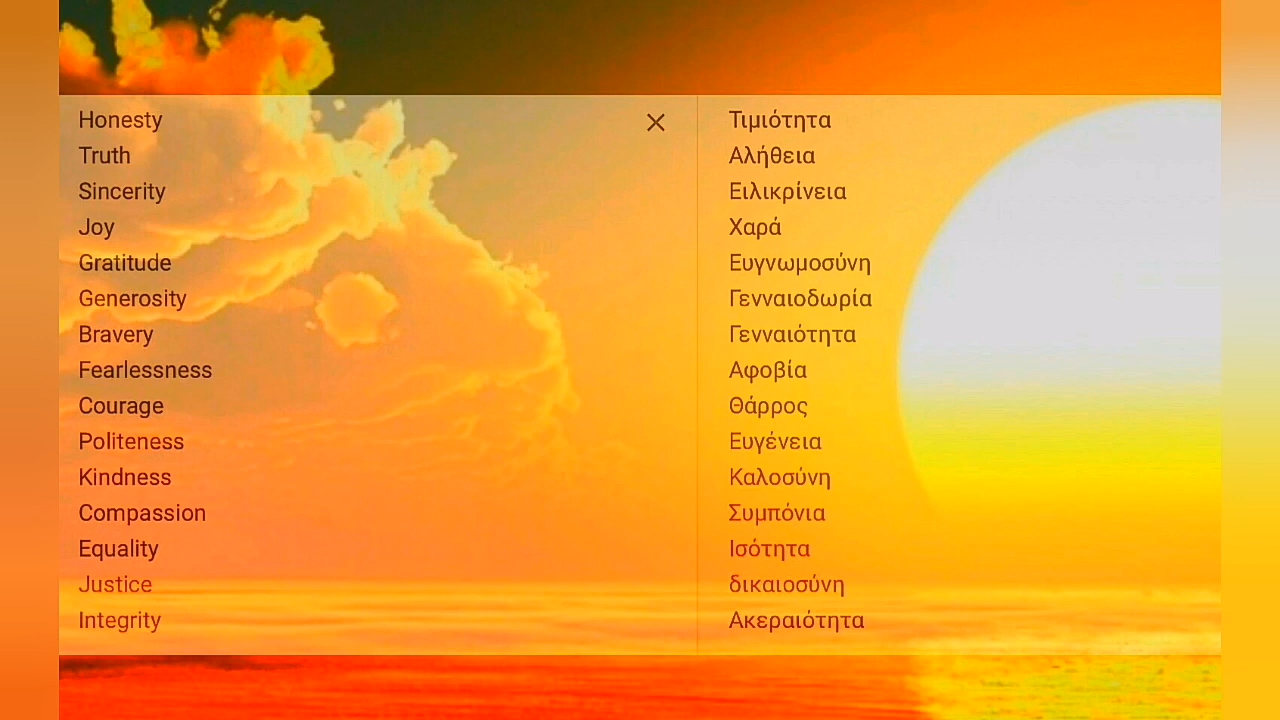 Honesty
Truth
Sincerity
Joy
Gratitude
Generosity
Bravery
Fearlessness
Courage
Politeness
Kindness
Compassion
Equality
Justice
Integrity
Τιμιότητα
Αλήθεια
Ειλικρίνεια
Χαρά
Ευγνωμοσύνη
Γενναιοδωρία
Γενναιότητα
Αφοβία
Θάρρος
Ευγένεια
Καλοσύνη
Συμπόνια
Ισότητα
δικαιοσύνη
Ακεραιότητα